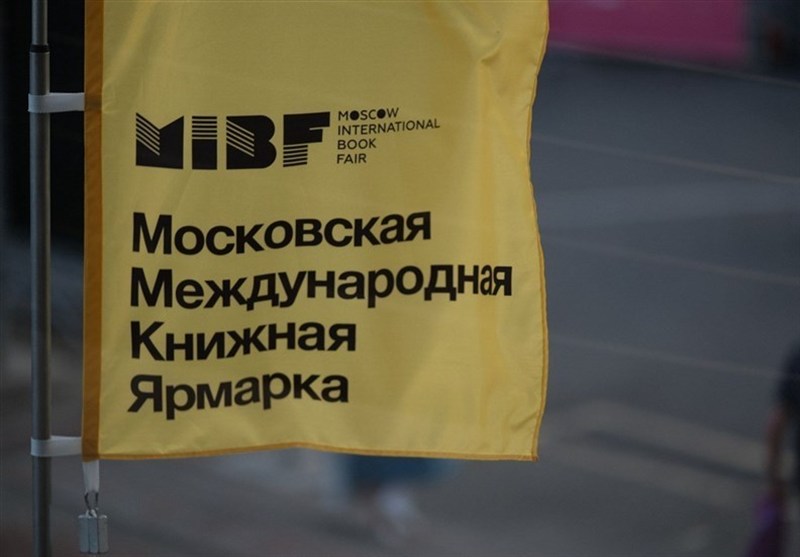 MIBF
MOSCOW
INTERNATIONAL
BOOK
FAIR
Московская
Международная
Книжная
Ярмарка